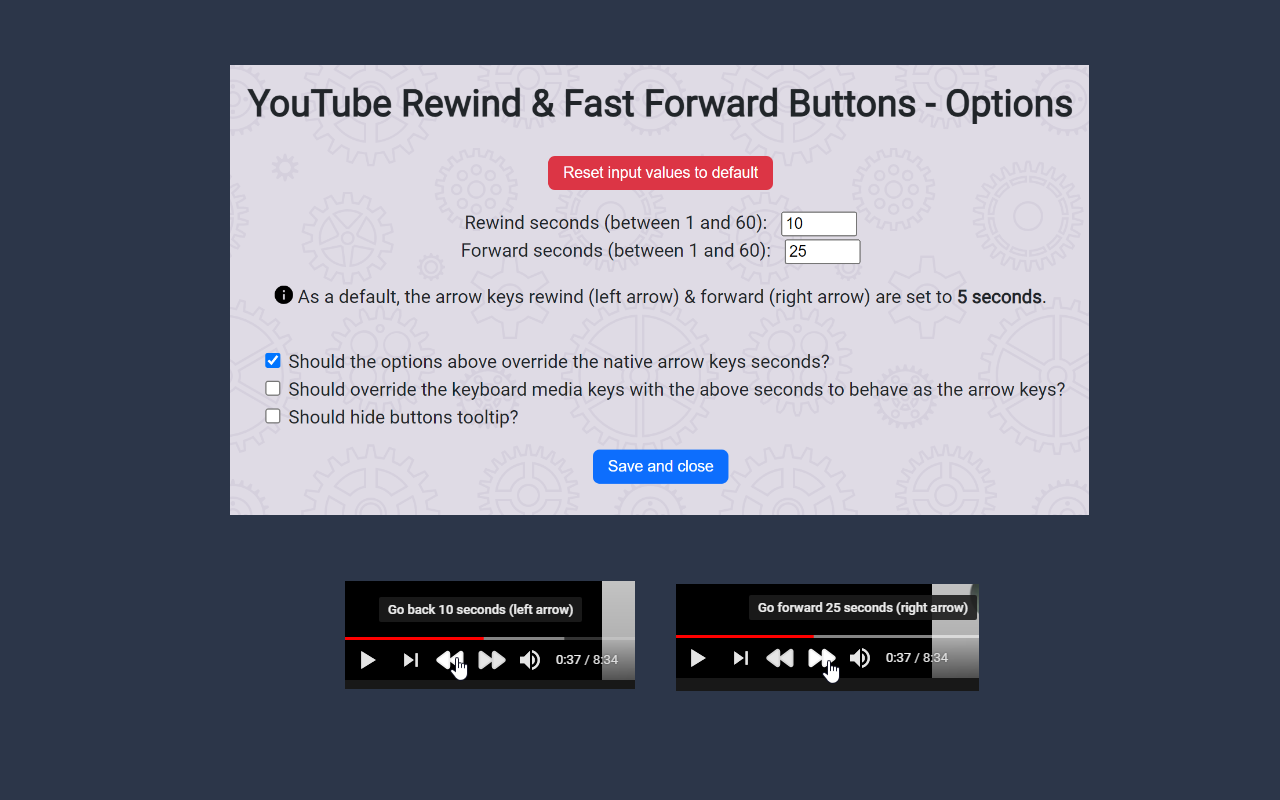 YouTube Rewind & Fast Forward Buttons - Options
Reset input values to default
Rewind seconds (between 1 and 60): 10
Forward seconds (between 1 and 60): 25
As a default, the arrow keys rewind (left arrow) & forward (right arrow) are set to 5 seconds.
Should the options above override the native arrow keys seconds?
Should override the keyboard media keys with the above seconds to behave as the arrow keys?
Should hide buttons tooltip?
Save and close
Go back 10 seconds (left arrow)
0:37 / 8:34
Go forward 25 seconds (right arrow)
0:37 / 8:34